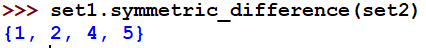 >>> set1.symmetric_difference(set2)
{1, 2, 4, 5}